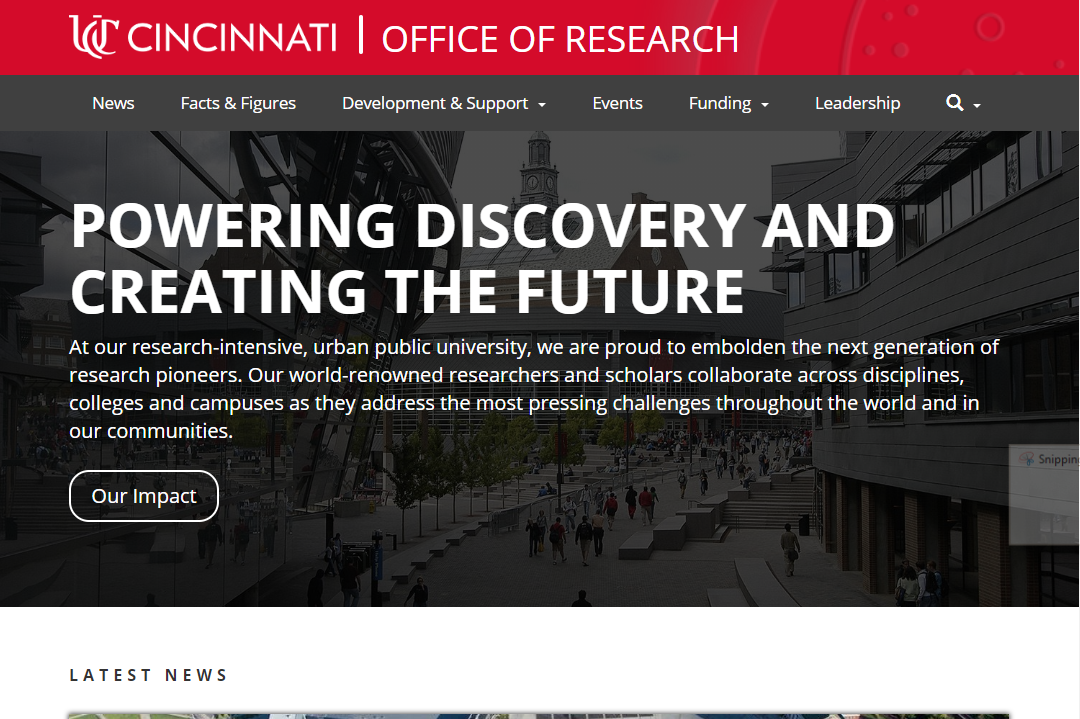 UC CINCINNATI | OFFICE OF RESEARCH
News Facts & Figures Development & Support Events Funding Leadership
POWERING DISCOVERY AND
CREATING THE FUTURE
At our research-intensive, urban public university, we are proud to embolden the next generation of
research pioneers. Our world-renowned researchers and scholars collaborate across disciplines,
colleges and campuses as they address the most pressing challenges throughout the world and in
our communities.
Snipping
Our Impact
LATEST NEWS